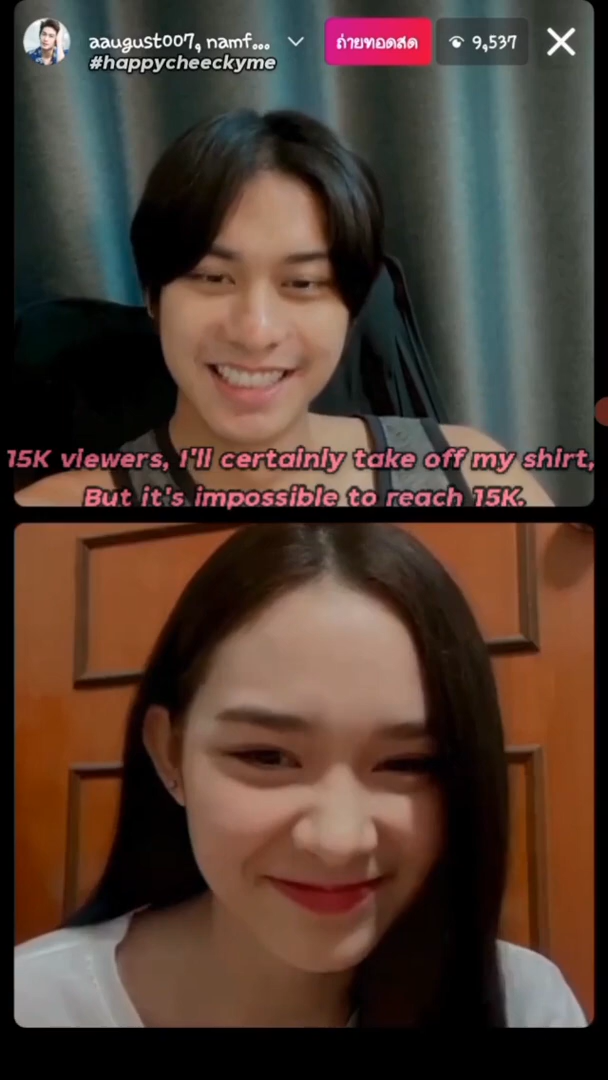 aaugust007, namf...
ถ่ายทอดสด
9,537
#happycheeckyme
15K viewers, I'll certainly take off my shirt,
But it's impossible to reach 15K.